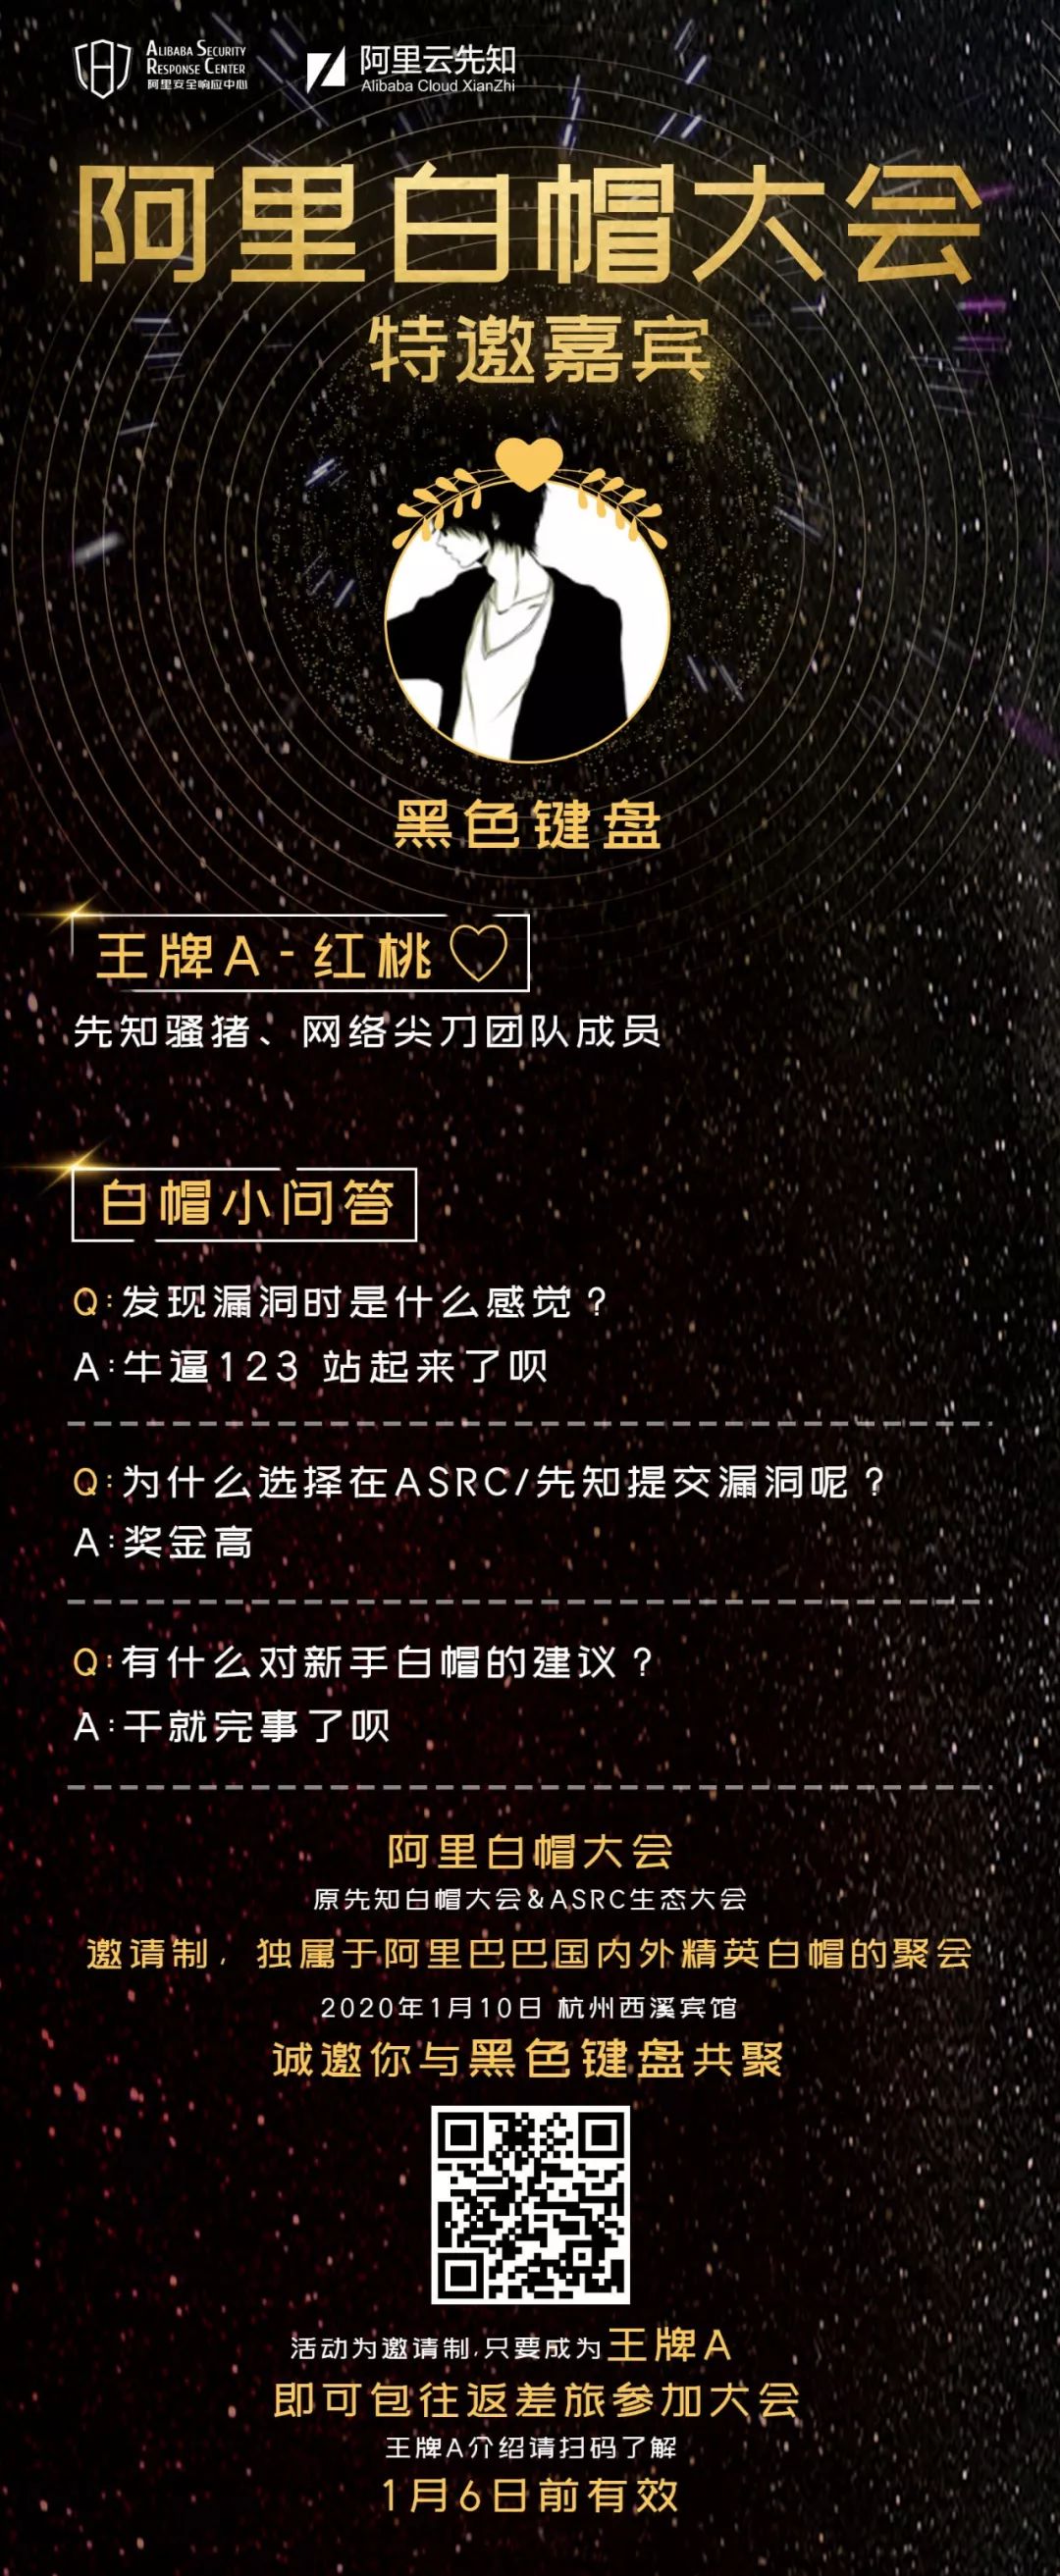 ALIBABA SECURITY
RESPONSE CENTER
阿里安全响应中心
阿里云先知
Alibaba Cloud XianZhi
阿里白帽大会
特邀嘉宾
黑色键盘
王牌A-红桃♡
先知骚猪、网络尖刀团队成员
白帽小问答
Q:发现漏洞时是什么感觉?
A:牛逼123 站起来了呗
Q:为什么选择在ASRC/先知提交漏洞呢?
A:奖金高
Q:有什么对新手白帽的建议?
A:干就完事了呗
阿里白帽大会
原先知白帽大会&ASRC生态大会
邀请制,独属于阿里巴巴国内外精英白帽的聚会
2020年1月10日 杭州西溪宾馆
诚邀你与黑色键盘共聚
活动为邀请制,只要成为王牌A
即可包往返差旅参加大会
王牌A介绍请扫码了解
1月6日前有效